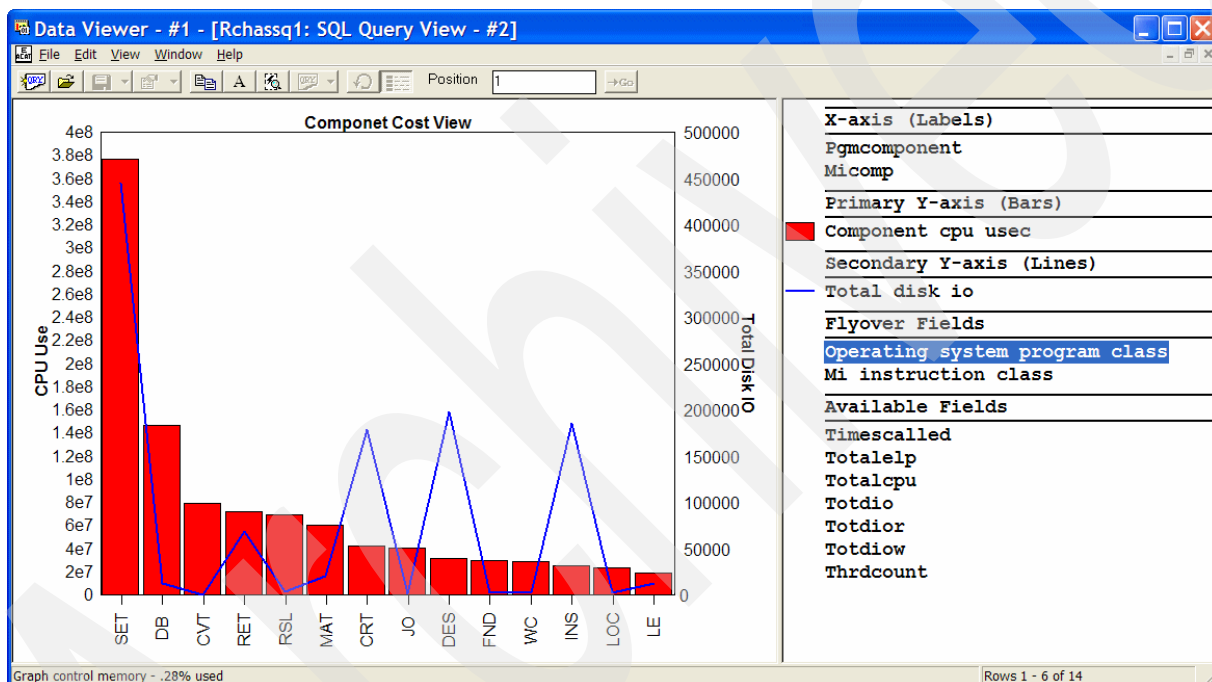 Data Viewer - #1 - [Rchassq1: SQL Query View - #2]
File Edit View Window Help
Position 1 Go
Componet Cost View
4e8
3.8e8
3.6e8
3.4e8
3.2e8
3e8
2.8e8
2.6e8
2.4e8
2.2e8
2e8
1.8e8
1.6e8
1.4e8
1.2e8
1e8
8e7
6e7
4e7
2e7
0
CPU Use
500000
450000
400000
350000
300000
250000
200000
150000
100000
50000
0
Total Disk IO
SET DB CVT RET RSL MAT CRT JO DES FND WC INS LOC LE
X-axis (Labels)
Pgmcomponent
Micomp
Primary Y-axis (Bars)
Component cpu usec
Secondary Y-axis (Lines)
Total disk io
Flyover Fields
Operating system program class
Mi instruction class
Available Fields
Timescalled
Totalelp
Totalcpu
Totdio
Totdior
Totdiow
Thrdcount
Graph control memory - .28% used
Rows 1 - 6 of 14